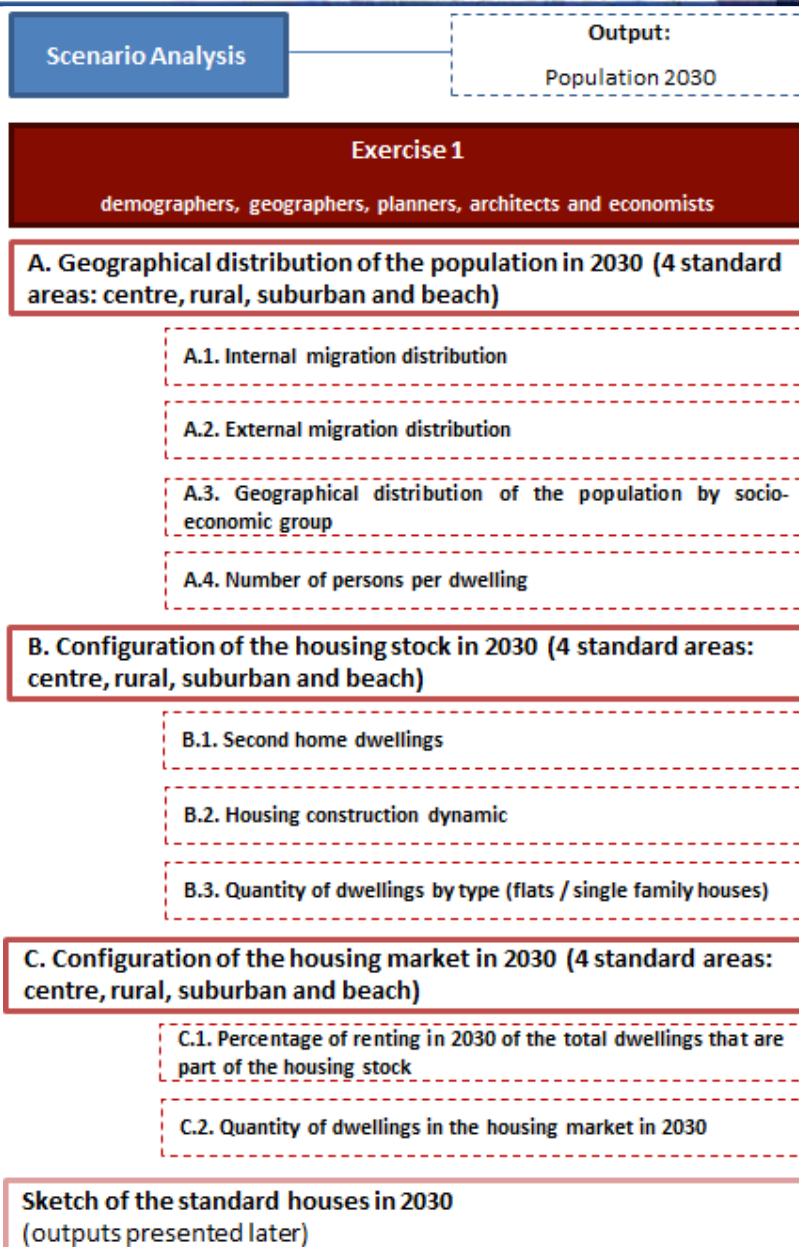 Scenario Analysis
Output:
Population 2030
Exercise 1
demographers, geographers, planners, architects and economists
A. Geographical distribution of the population in 2030 (4 standard
areas: centre, rural, suburban and beach)
A.1. Internal migration distribution
A.2. External migration distribution
A.3. Geographical distribution of the population by socio-
economic group
A.4. Number of persons per dwelling
B. Configuration of the housing stock in 2030 (4 standard areas:
centre, rural, suburban and beach)
B.1. Second home dwellings
B.2. Housing construction dynamic
B.3. Quantity of dwellings by type (flats / single family houses)
C. Configuration of the housing market in 2030 (4 standard areas:
centre, rural, suburban and beach)
C.1. Percentage of renting in 2030 of the total dwellings that are
part of the housing stock
C.2. Quantity of dwellings in the housing market in 2030
Sketch of the standard houses in 2030
(outputs presented later)